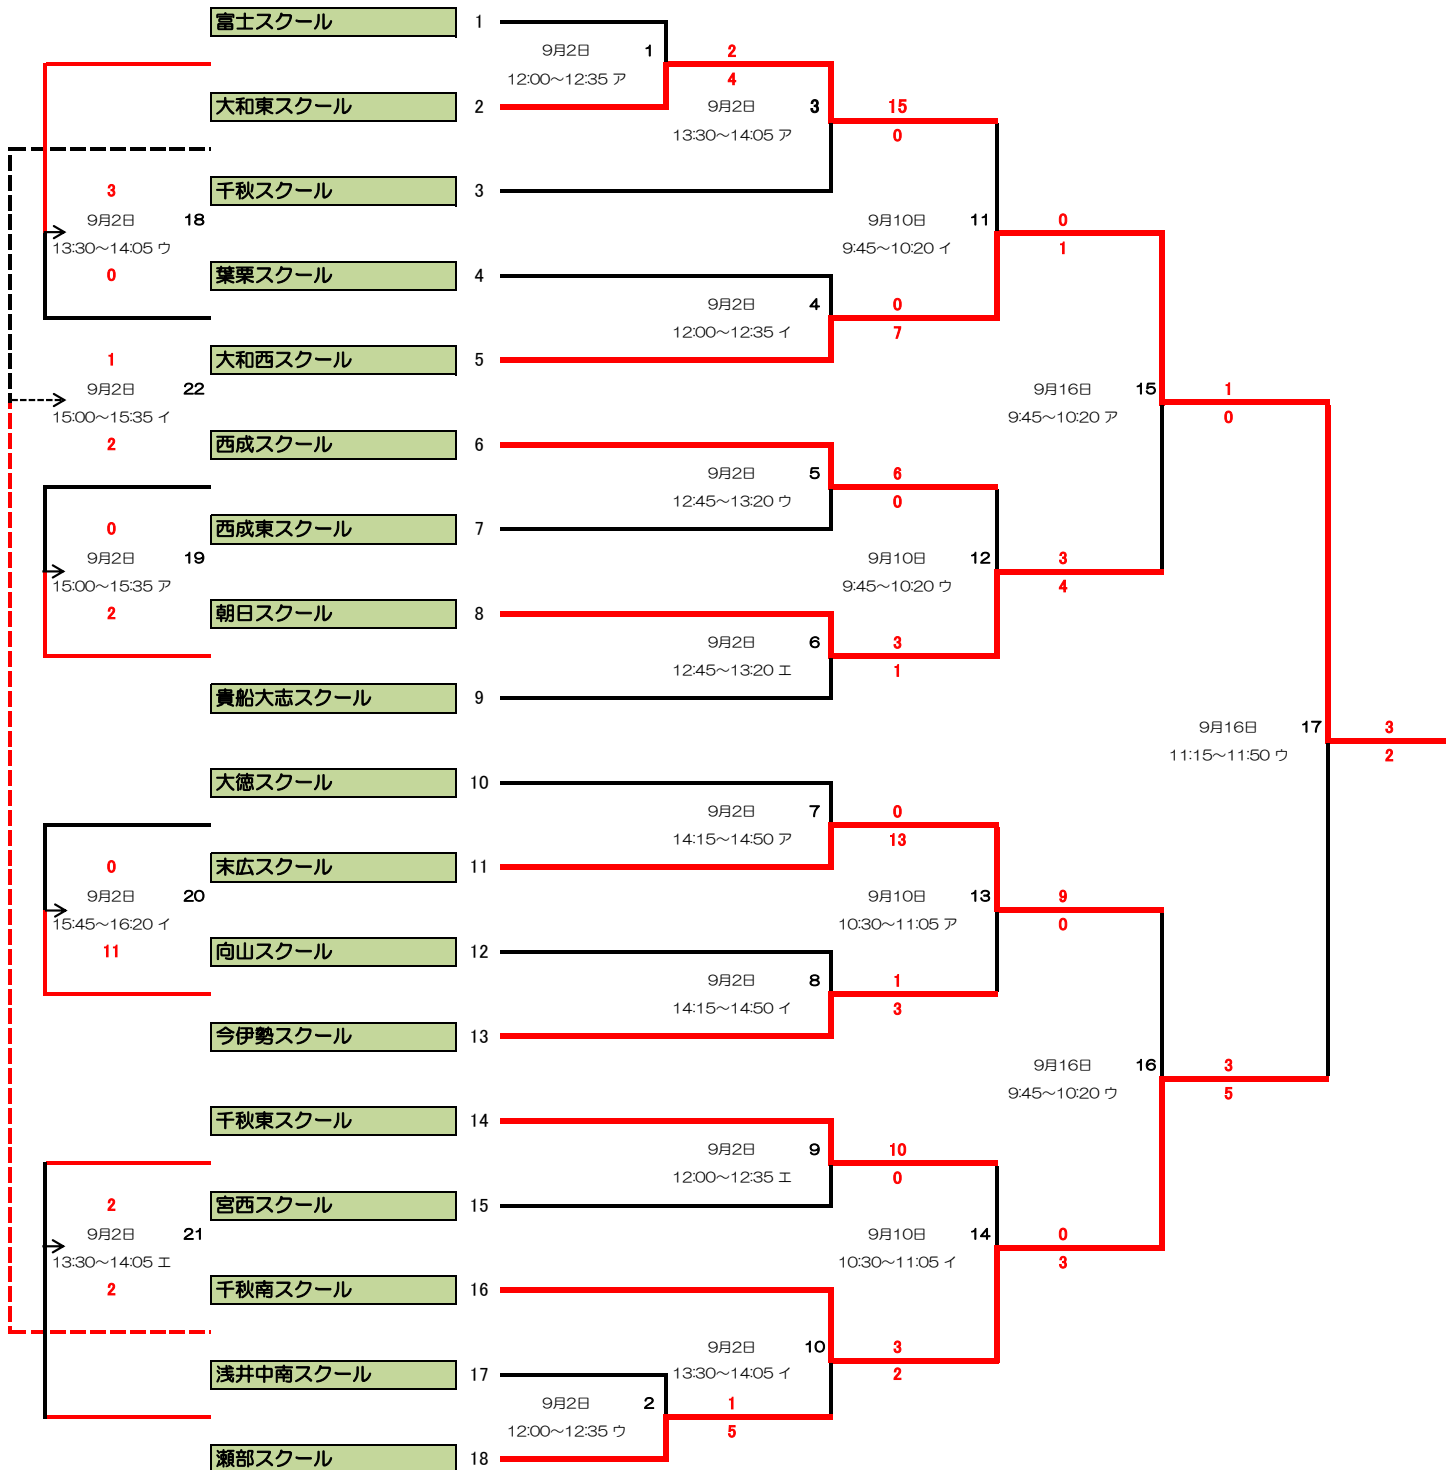 富士スクール 1
9月2日 1 2
12:00～12:35 ア 4
大和東スクール 2 9月2日 3 15
13:30～14:05 ア 0
3 千秋スクール 3
9月2日 18 9月10日 11 0
13:30～14:05 ウ 9:45～10:20 イ 1
0 葉栗スクール 4
9月2日 4 0
12:00～12:35 イ 7
1 大和西スクール 5
9月2日 22 9月16日 15 1
15:00～15:35 イ 9:45～10:20 ア 0
2 西成スクール 6
9月2日 5 6
12:45～13:20 ウ 0
0 西成東スクール 7
9月2日 19 9月10日 12 3
15:00～15:35 ア 9:45～10:20 ウ 4
2 朝日スクール 8
9月2日 6 3
12:45～13:20 エ 1
貴船大志スクール 9
9月16日 17 3
11:15～11:50 ウ 2
大徳スクール 10
9月2日 7 0
14:15～14:50 ア 13
0 末広スクール 11
9月2日 20 9月10日 13 9
15:45～16:20 イ 10:30～11:05 ア 0
11 向山スクール 12
9月2日 8 1
14:15～14:50 イ 3
今伊勢スクール 13
9月16日 16 3
9:45～10:20 ウ 5
千秋東スクール 14
9月2日 9 10
12:00～12:35 エ 0
2 宮西スクール 15
9月2日 21 9月10日 14 0
13:30～14:05 エ 10:30～11:05 イ 3
2 千秋南スクール 16
9月2日 10 3
浅井中南スクール 17 13:30～14:05 イ 2
9月2日 2 1
12:00～12:35 ウ 5
瀬部スクール 18